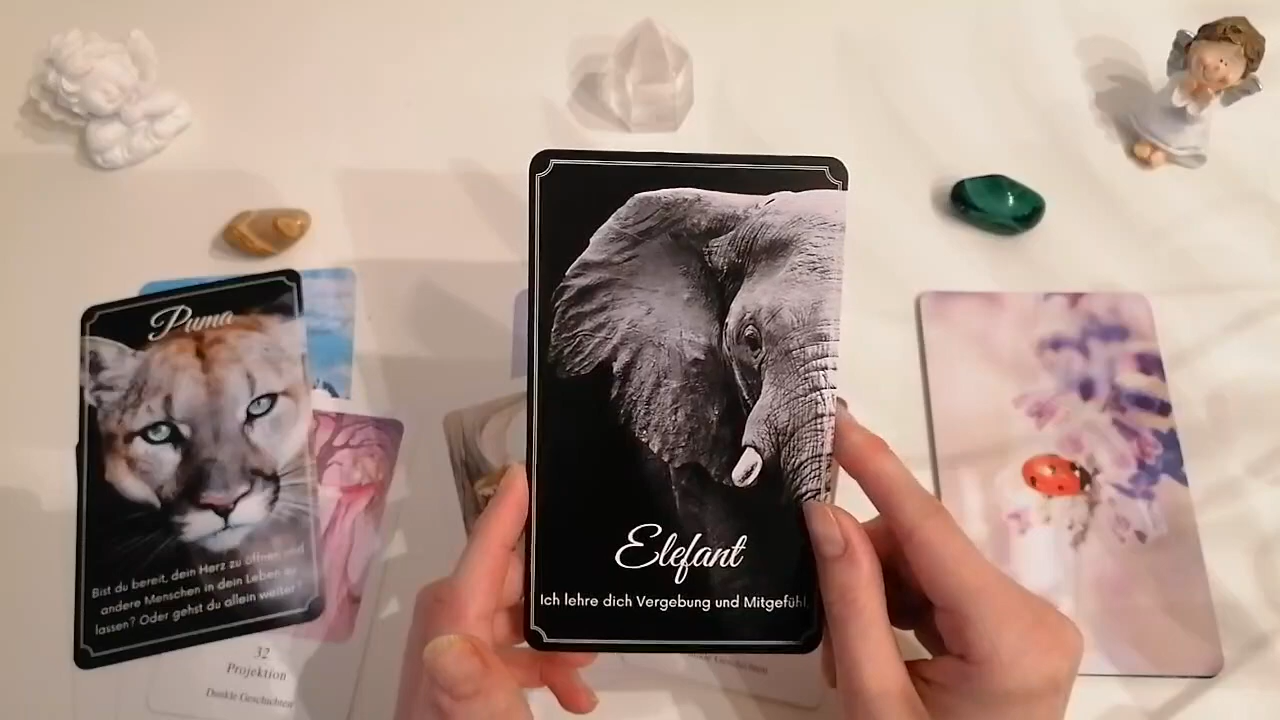 Puma
Bist du bereit, dein Herz zu öffnen und
andere Menschen in dein Leben zu
lassen? Oder gehst du allein weiter?
32
Projektion
Dunkle Geschichten
Elefant
Ich lehre dich Vergebung und Mitgefühl.
Geschichten